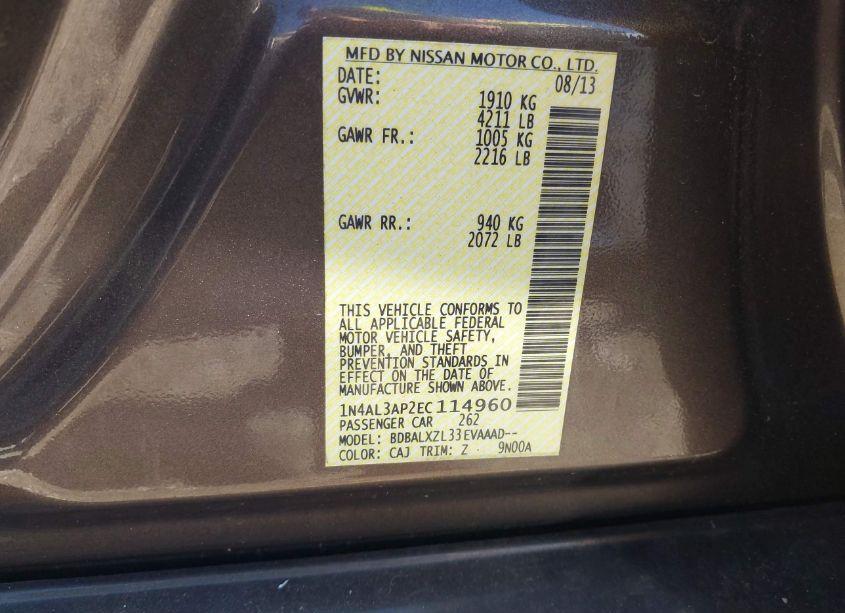 MFD BY NISSAN MOTOR CO., LTD.
DATE: 08/13
GVWR: 1910 KG
4211 LB
GAWR FR.: 1005 KG
2216 LB
GAWR RR.: 940 KG
2072 LB
THIS VEHICLE CONFORMS TO
ALL APPLICABLE FEDERAL
MOTOR VEHICLE SAFETY,
BUMPER, AND THEFT
PREVENTION STANDARDS IN
EFFECT ON THE DATE OF
MANUFACTURE SHOWN ABOVE.
1N4AL3AP2EC114960
PASSENGER CAR 262
MODEL: BDBALXZL33EVAAAD--
COLOR: CAJ TRIM: Z 9N00A